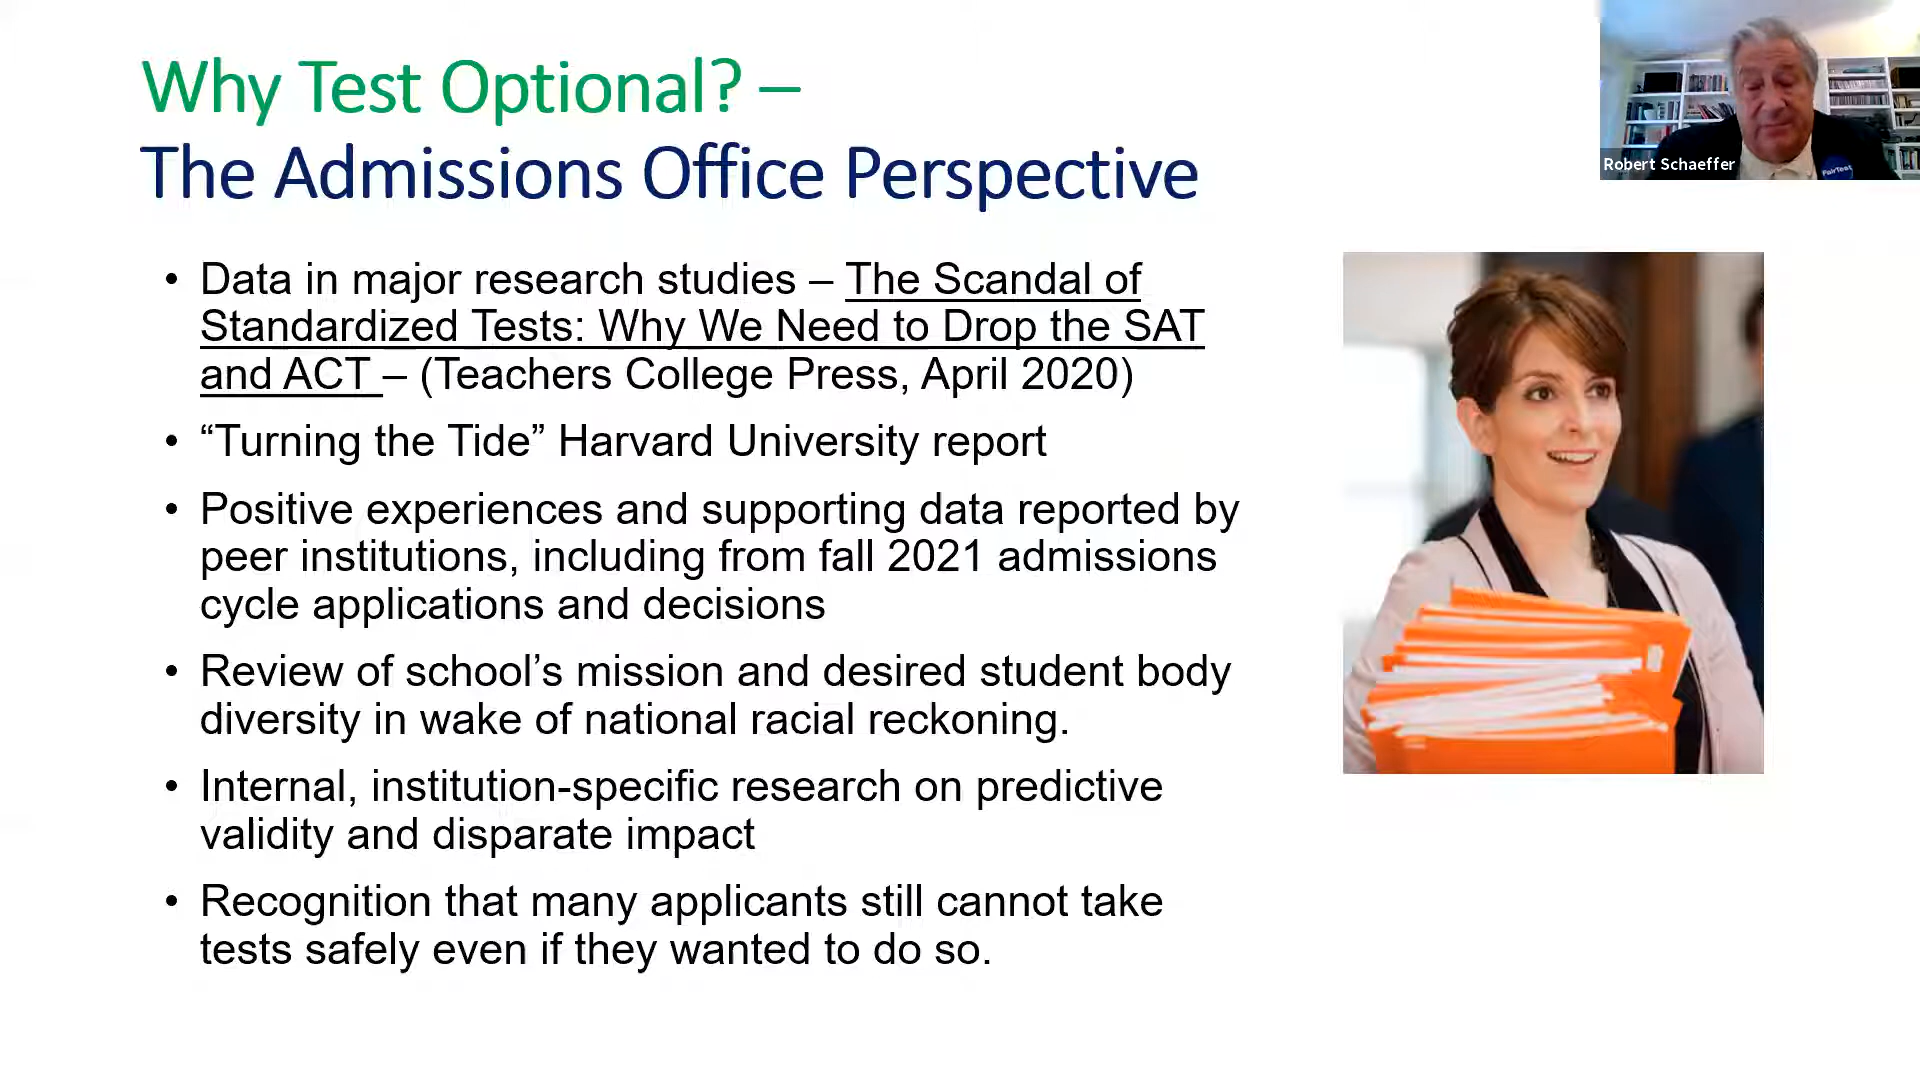 Why Test Optional? –
The Admissions Office Perspective
Robert Schaeffer
FairTest
• Data in major research studies – The Scandal of
Standardized Tests: Why We Need to Drop the SAT
and ACT – (Teachers College Press, April 2020)
• “Turning the Tide” Harvard University report
• Positive experiences and supporting data reported by
peer institutions, including from fall 2021 admissions
cycle applications and decisions
• Review of school’s mission and desired student body
diversity in wake of national racial reckoning.
• Internal, institution-specific research on predictive
validity and disparate impact
• Recognition that many applicants still cannot take
tests safely even if they wanted to do so.